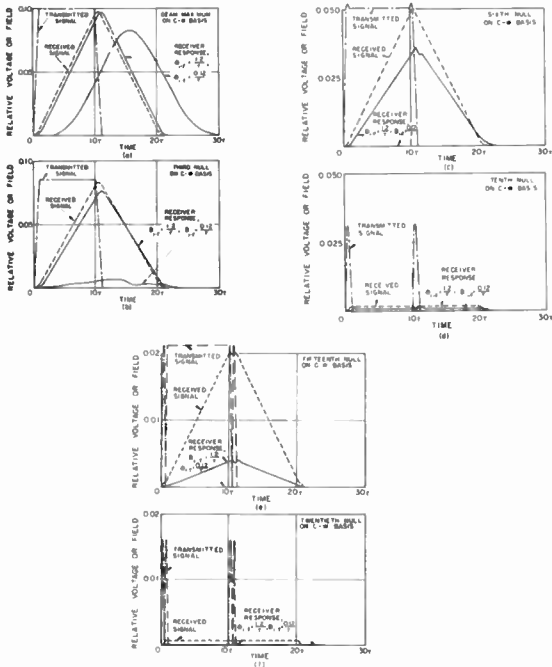 RELATIVE VOLTAGE OR FIELD
TRANSMITTED
SIGNAL
BEAM MAXIMUM
ON C-Φ BASIS
0.10
RECEIVED
SIGNAL
0.05
RECEIVER
RESPONSE,
0
10τ
20τ
30τ
TIME
(a)
RELATIVE VOLTAGE OR FIELD
0.10
TRANSMITTED
SIGNAL
THIRD NULL
ON C-Φ BASIS
RECEIVED
SIGNAL
RECEIVER
RESPONSE,
0.05
0
10τ
20τ
30τ
TIME
(b)
RELATIVE VOLTAGE OR FIELD
0.050
TRANSMITTED
SIGNAL
SIXTH NULL
ON C-Φ BASIS
RECEIVED
SIGNAL
0.025
RECEIVER
RESPONSE
0
10τ
20τ
30τ
TIME
(c)
RELATIVE VOLTAGE OR FIELD
0.050
TENTH NULL
ON C-Φ BASIS
TRANSMITTED
SIGNAL
0.025
RECEIVED
SIGNAL
RECEIVER
RESPONSE
0
10τ
20τ
30τ
TIME
(d)
RELATIVE VOLTAGE OR FIELD
0.02
TRANSMITTED
SIGNAL
FIFTEENTH NULL
ON C-Φ BASIS
RECEIVED
SIGNAL
0.01
RECEIVER
RESPONSE,
0
10τ
20τ
30τ
TIME
(e)
RELATIVE VOLTAGE OR FIELD
0.02
TWENTIETH NULL
ON C-Φ BASIS
TRANSMITTED
SIGNAL
0.01
RECEIVED
SIGNAL
RECEIVER
RESPONSE,
0
10τ
20τ
30τ
TIME
(f)